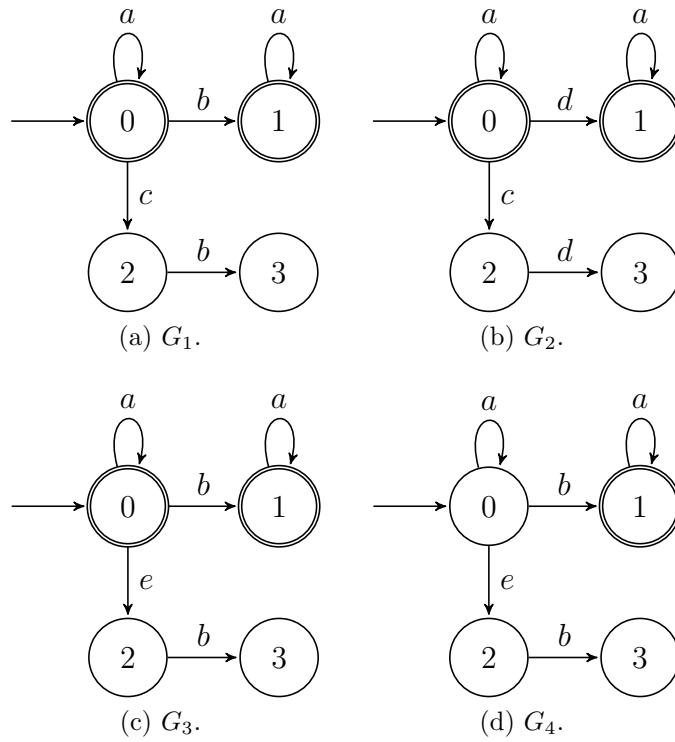 a a a a
0 b 1 0 d 1
c c
2 b 3 2 d 3
(a) G₁. (b) G₂.
a a a a
0 b 1 0 b 1
e e
2 b 3 2 b 3
(c) G₃. (d) G₄.